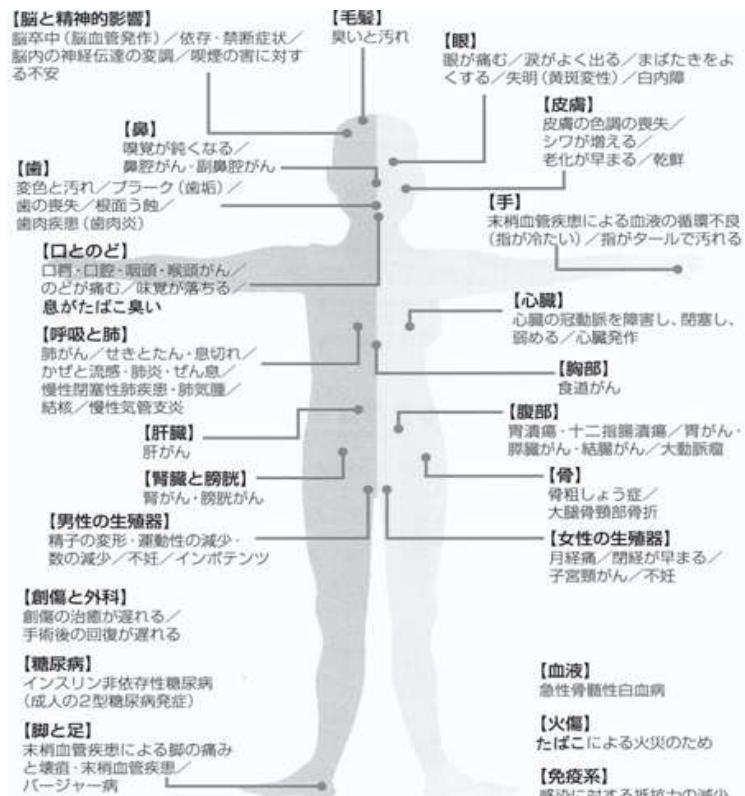 【脳と精神的影響】
脳卒中(脳血管発作)／依存・禁断症状／
脳内の神経伝達の変調／喫煙の害に対す
る不安
【毛髪】
臭いと汚れ
【眼】
眼が痛む／涙がよく出る／まばたきをよ
くする／失明(黄斑変性)／白内障
【鼻】
嗅覚が鈍くなる／
鼻腔がん・副鼻腔がん
【皮膚】
皮膚の色調の喪失／
シワが増える／
老化が早まる／乾鮮
【歯】
変色と汚れ／プラーク(歯垢)／
歯の喪失／根面う蝕／
歯肉疾患(歯肉炎)
【手】
末梢血管疾患による血液の循環不良
(指が冷たい)／指がタールで汚れる
【口とのど】
口唇・口腔・咽頭・喉頭がん／
のどが痛む／味覚が落ちる／
息がたばこ臭い
【心臓】
心臓の冠動脈を障害し、閉塞し、
弱める／心臓発作
【呼吸と肺】
肺がん／せきとたん・息切れ／
かぜと流感・肺炎・ぜん息／
慢性閉塞性肺疾患・肺気腫／
結核／慢性気管支炎
【胸部】
食道がん
【腹部】
胃潰瘍・十二指腸潰瘍／胃がん・
膵臓がん・結腸がん／大動脈瘤
【肝臓】
肝がん
【腎臓と膀胱】
腎がん・膀胱がん
【骨】
骨粗しょう症／
大腿骨頸部骨折
【男性の生殖器】
精子の変形・運動性の減少・
数の減少／不妊／インポテンツ
【女性の生殖器】
月経痛／閉経が早まる／
子宮頸がん／不妊
【創傷と外科】
創傷の治癒が遅れる／
手術後の回復が遅れる
【糖尿病】
インスリン非依存性糖尿病
(成人の2型糖尿病発症)
【血液】
急性骨髄性白血病
【脚と足】
末梢血管疾患による脚の痛み
と壊疽・末梢血管疾患／
バージャー病
【火傷】
たばこによる火災のため
【免疫系】
感染に対する抵抗力の減少